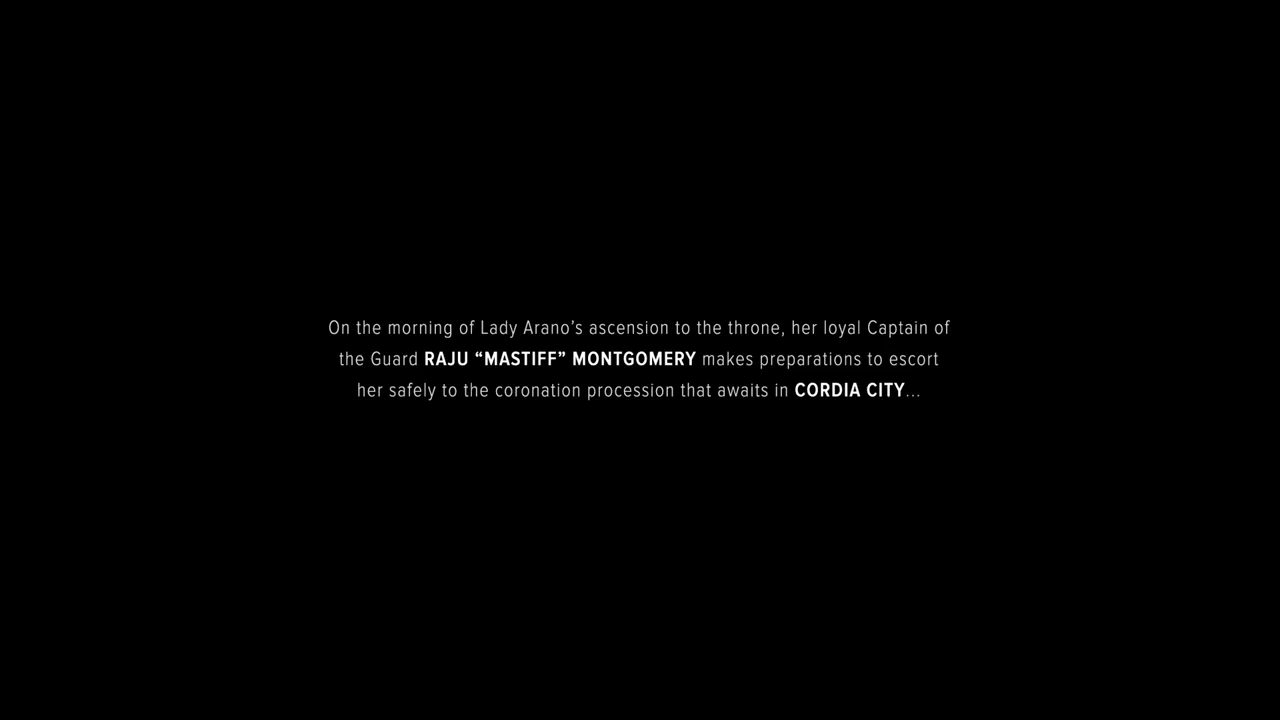 On the morning of Lady Arano’s ascension to the throne, her loyal Captain of
the Guard RAJU “MASTIFF” MONTGOMERY makes preparations to escort
her safely to the coronation procession that awaits in CORDIA CITY...